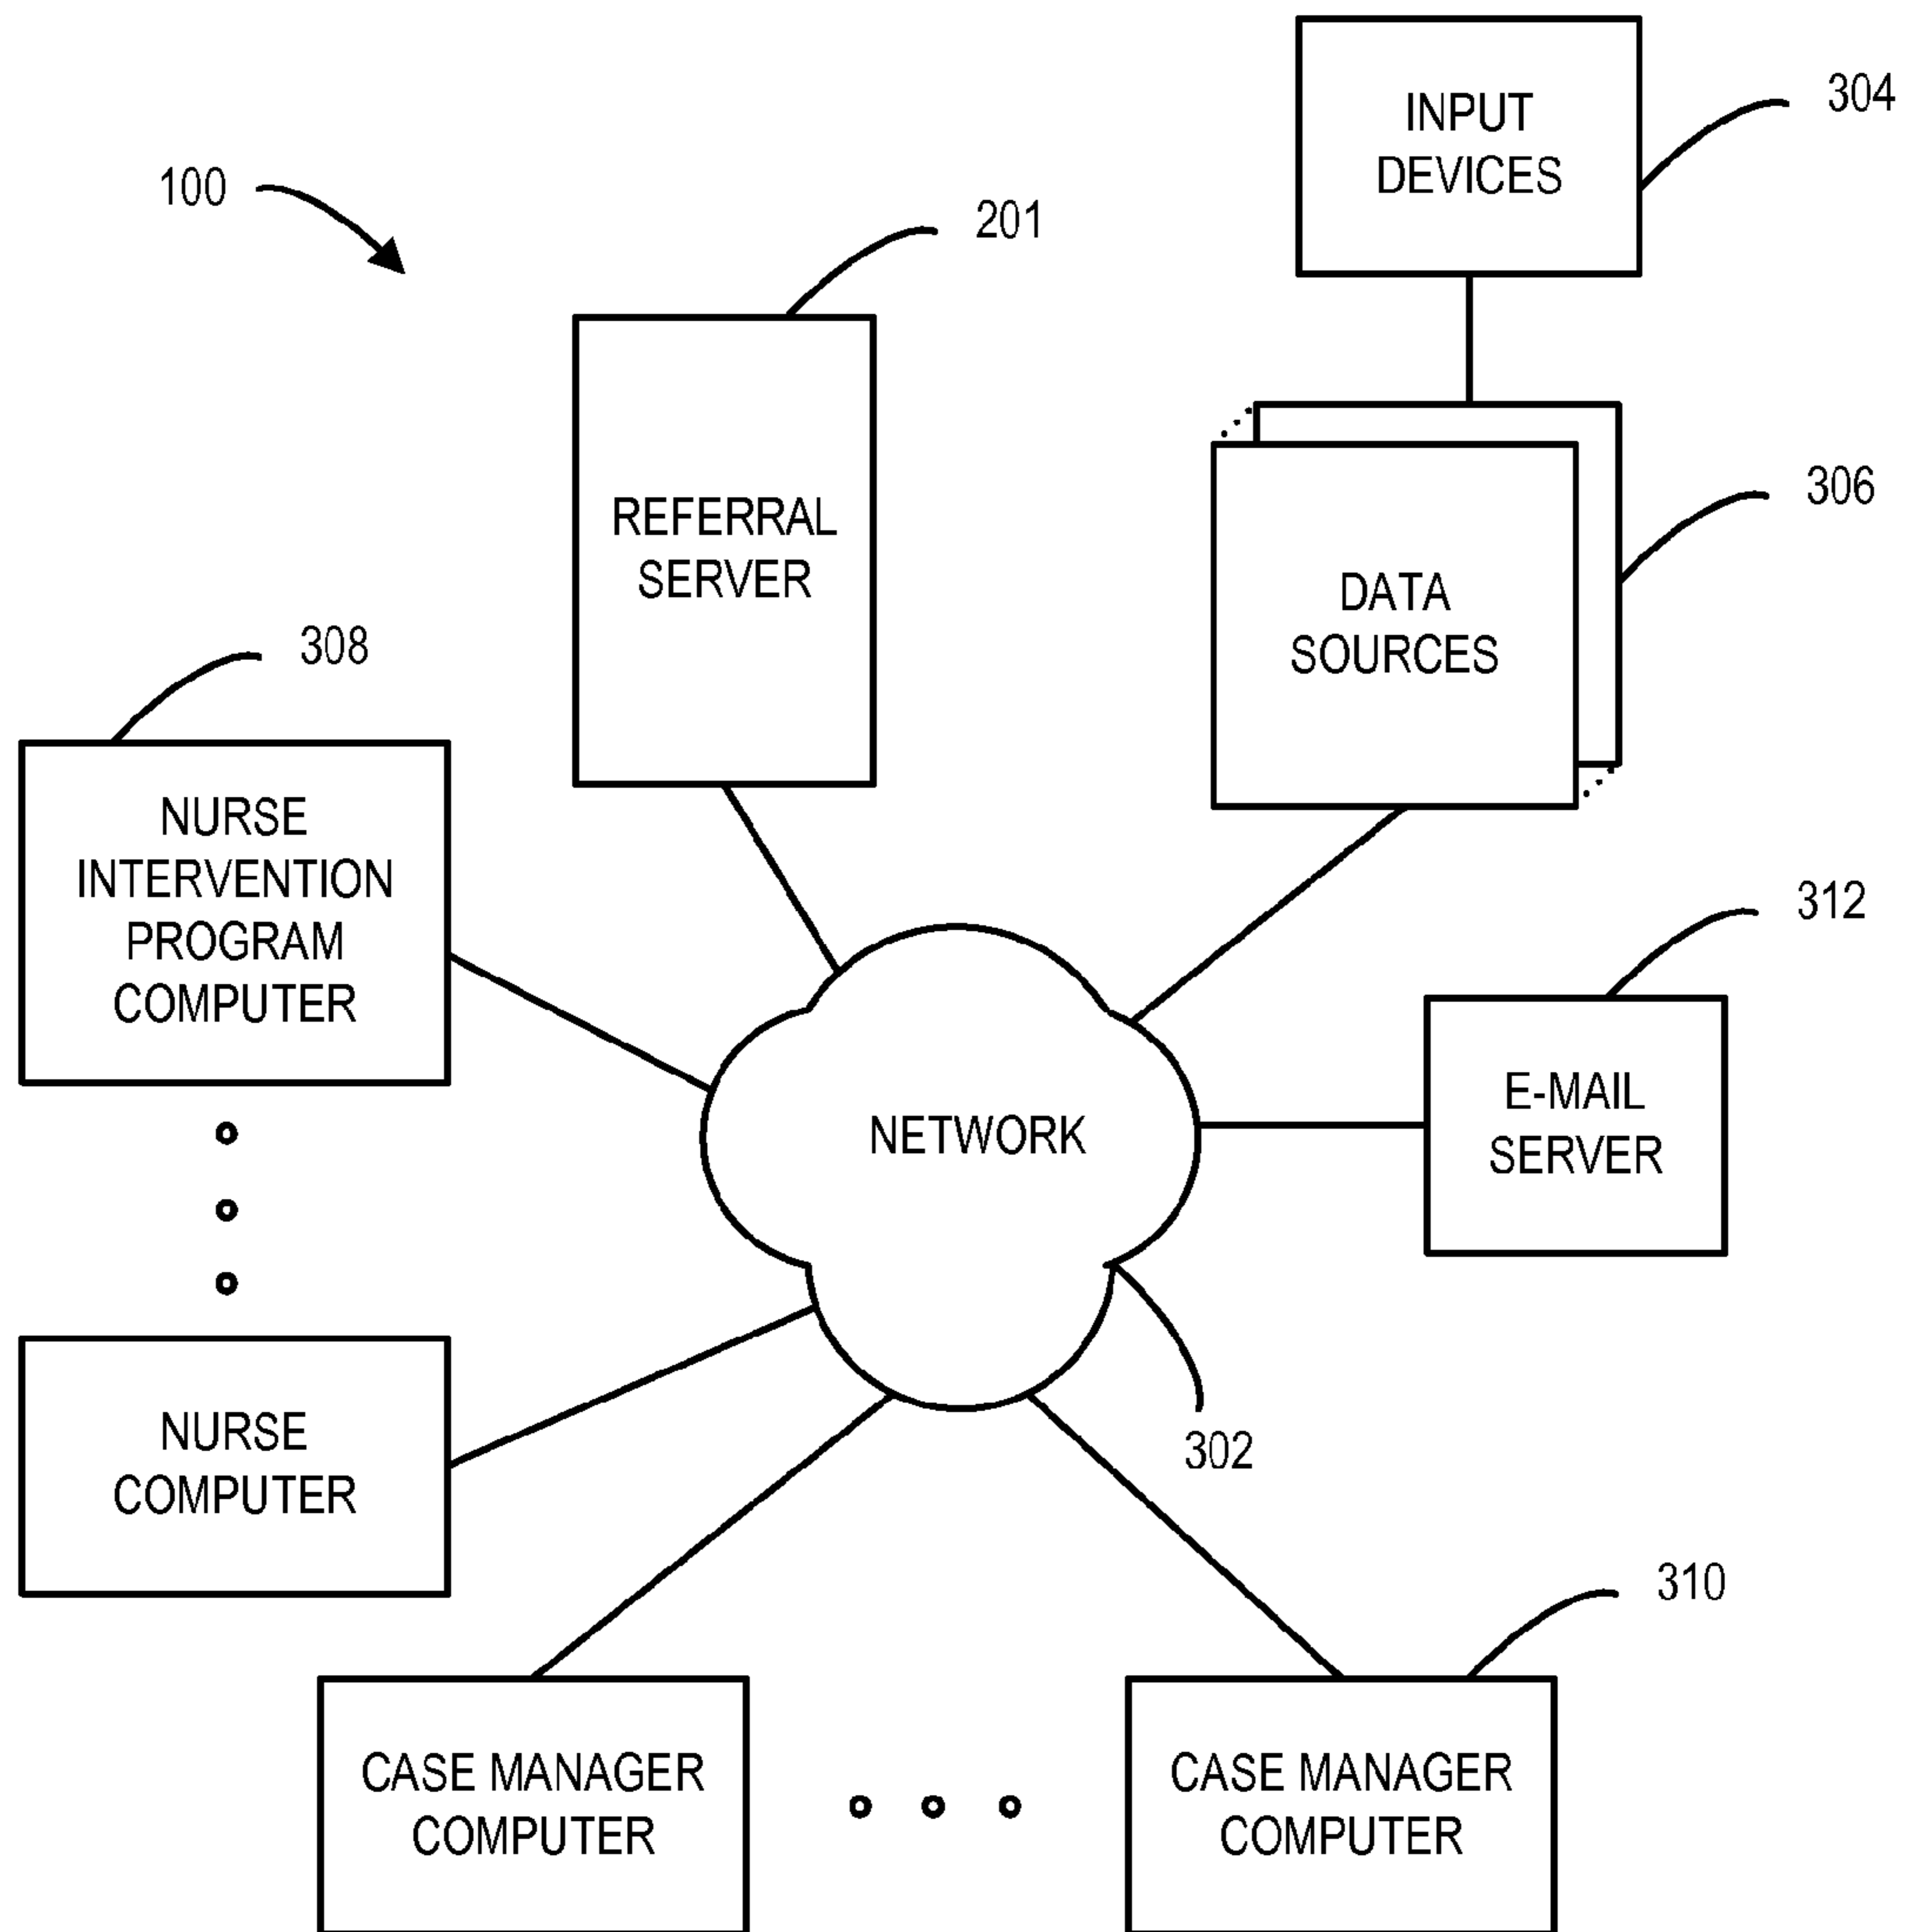 INPUT
DEVICES
304
100
201
REFERRAL
SERVER
DATA
SOURCES
306
308
NURSE
INTERVENTION
PROGRAM
COMPUTER
312
E-MAIL
SERVER
NETWORK
302
NURSE
COMPUTER
310
CASE MANAGER
COMPUTER
CASE MANAGER
COMPUTER